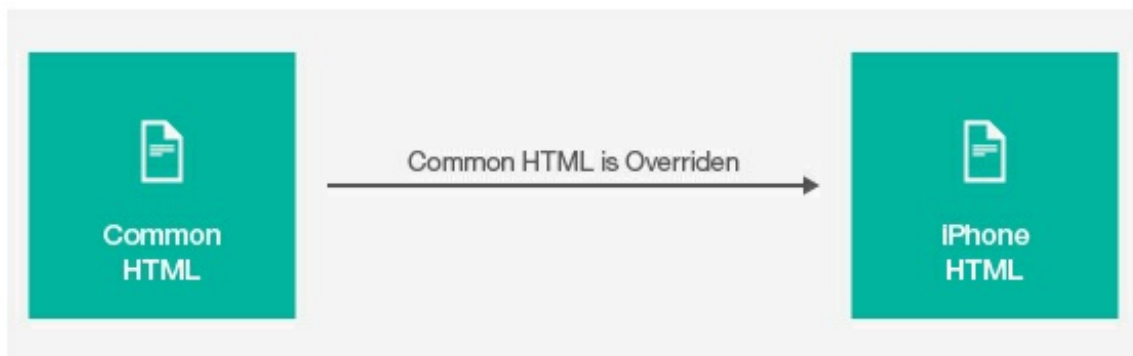 Common
HTML
Common HTML is Overriden
iPhone
HTML